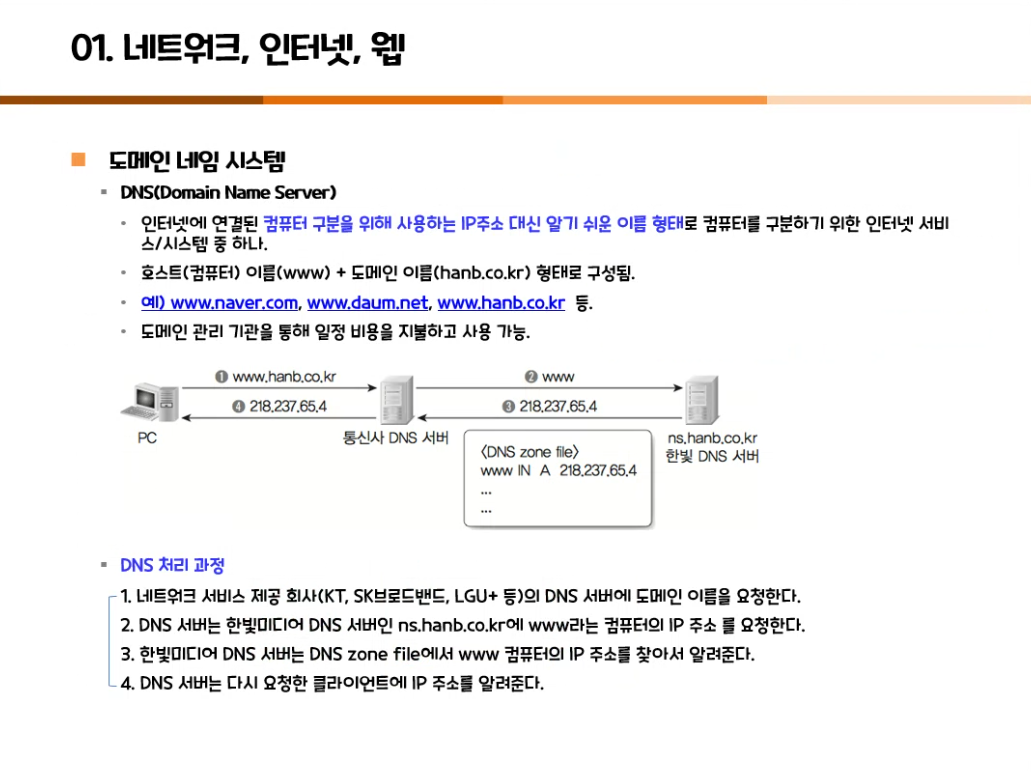 01. 네트워크, 인터넷, 웹
도메인 네임 시스템
DNS(Domain Name Server)
인터넷에 연결된 컴퓨터 구분을 위해 사용하는 IP주소 대신 알기 쉬운 이름 형태로 컴퓨터를 구분하기 위한 인터넷 서비
스/시스템 중 하나.
호스트(컴퓨터) 이름(www) + 도메인 이름(hanb.co.kr) 형태로 구성됨.
예) www.naver.com, www.daum.net, www.hanb.co.kr 등.
도메인 관리 기관을 통해 일정 비용을 지불하고 사용 가능.
❶ www.hanb.co.kr
❷ www
❹ 218.237.65.4
❸ 218.237.65.4
PC
통신사 DNS 서버
ns.hanb.co.kr
한빛 DNS 서버
〈DNS zone file〉
www IN A 218.237.65.4
...
...
DNS 처리 과정
1. 네트워크 서비스 제공 회사(KT, SK브로드밴드, LGU+ 등)의 DNS 서버에 도메인 이름을 요청한다.
2. DNS 서버는 한빛미디어 DNS 서버인 ns.hanb.co.kr에 www라는 컴퓨터의 IP 주소 를 요청한다.
3. 한빛미디어 DNS 서버는 DNS zone file에서 www 컴퓨터의 IP 주소를 찾아서 알려준다.
4. DNS 서버는 다시 요청한 클라이언트에 IP 주소를 알려준다.